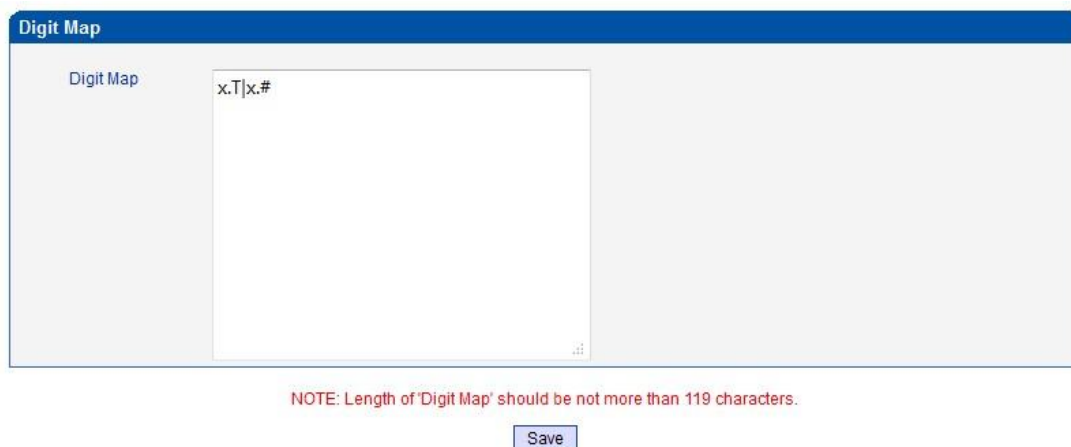 Digit Map
Digit Map
x.T|x.#
NOTE: Length of 'Digit Map' should be not more than 119 characters.
Save